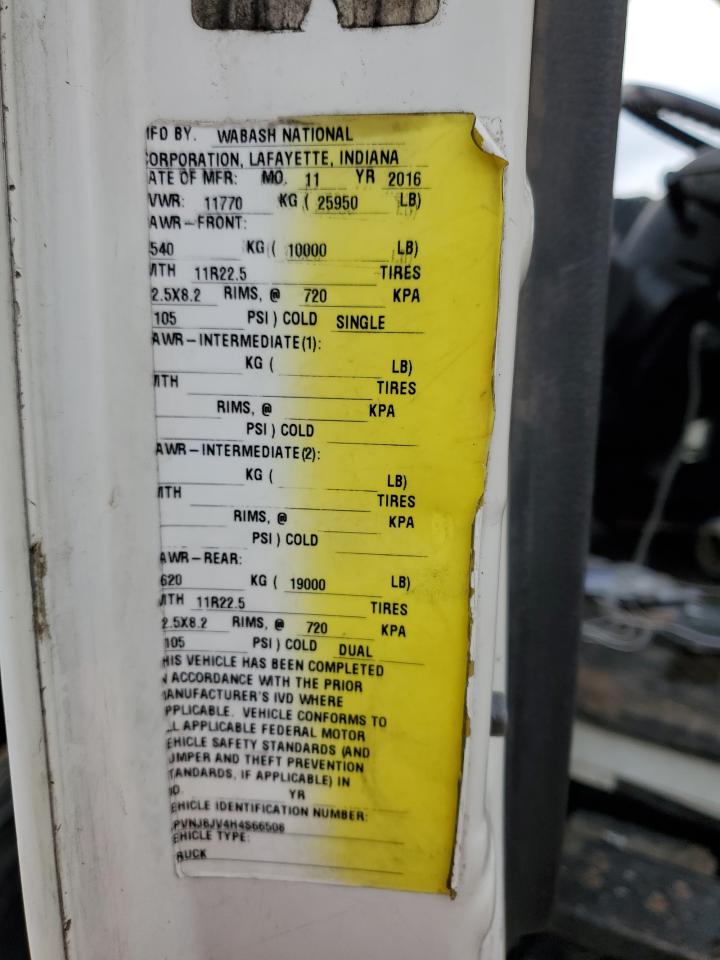 MFD BY. WABASH NATIONAL
CORPORATION, LAFAYETTE, INDIANA
ATE OF MFR: MO. 11 YR 2016
VWR: 11770 KG ( 25950 LB)
AWR-FRONT:
540 KG ( 10000 LB)
ITH 11R22.5 TIRES
2.5X8.2 RIMS, @ 720 KPA
105 PSI ) COLD SINGLE
AWR-INTERMEDIATE(1):
KG ( LB)
ITH TIRES
RIMS, @ KPA
PSI ) COLD
AWR-INTERMEDIATE(2):
KG ( LB)
ITH TIRES
RIMS, @ KPA
PSI ) COLD
AWR-REAR:
620 KG ( 19000 LB)
ITH 11R22.5 TIRES
2.5X8.2 RIMS, @ 720 KPA
105 PSI ) COLD DUAL
HIS VEHICLE HAS BEEN COMPLETED
N ACCORDANCE WITH THE PRIOR
MANUFACTURER'S IVD WHERE
PPLICABLE. VEHICLE CONFORMS TO
LL APPLICABLE FEDERAL MOTOR
EHICLE SAFETY STANDARDS (AND
UMPER AND THEFT PREVENTION
TANDARDS, IF APPLICABLE) IN
O. YR
EHICLE IDENTIFICATION NUMBER:
PVNJ8JV4H4S66506
EHICLE TYPE:
RUCK